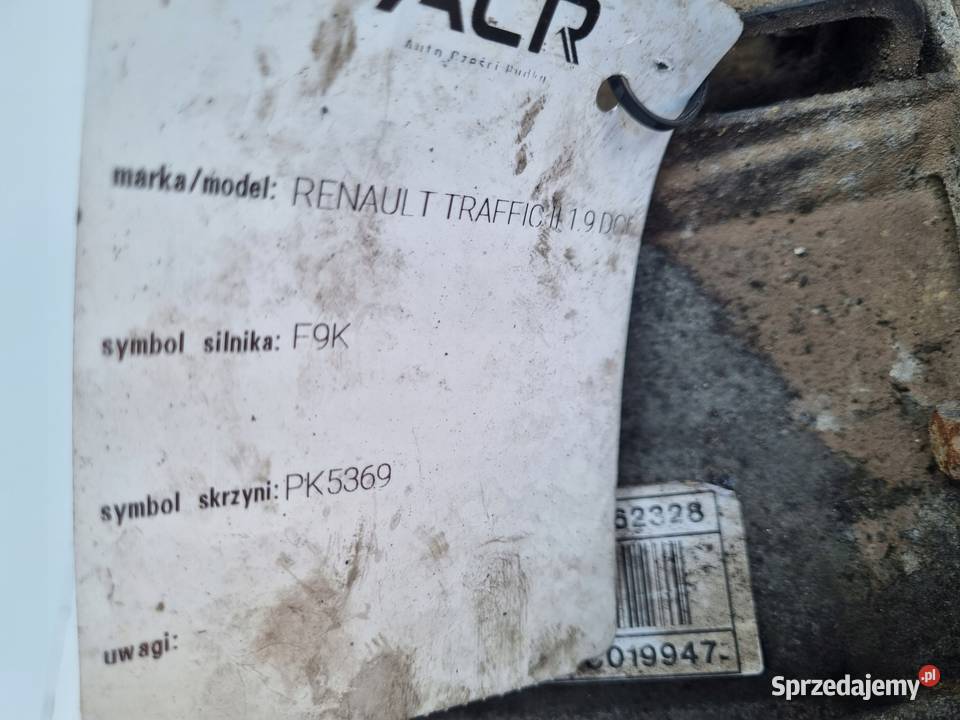 ACR
Auto Części Rudka
marka/model: RENAULT TRAFFIC II 1.9 DCI
symbol silnika: F9K
symbol skrzyni: PK5369
62328
019947-
uwagi:
Sprzedajemy.pl